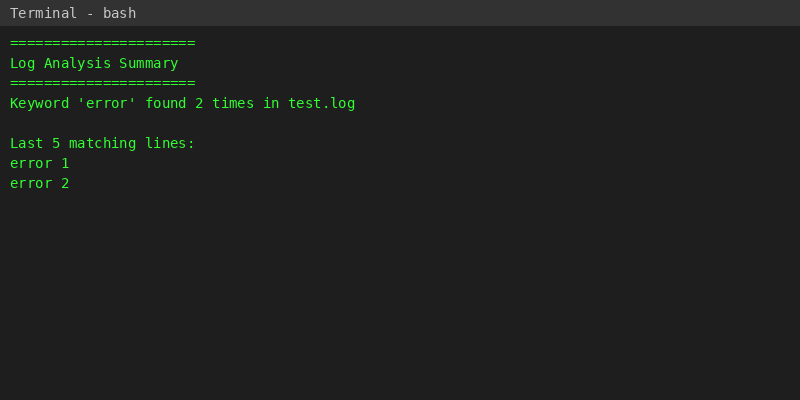 Terminal - bash
======================
Log Analysis Summary
======================
Keyword 'error' found 2 times in test.log
Last 5 matching lines:
error 1
error 2